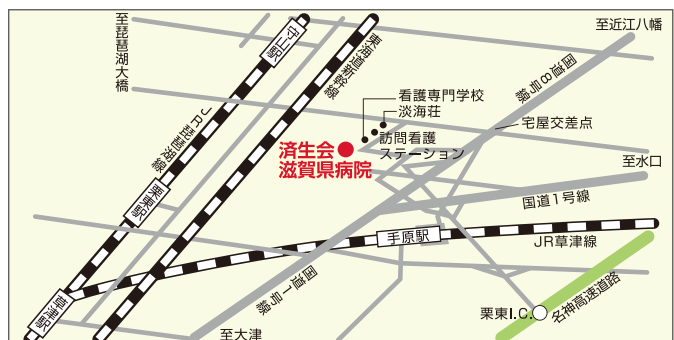 至琵琶湖大橋
守山駅
東海道新幹線
至近江八幡
国道8号線
看護専門学校
淡海荘
宅屋交差点
訪問看護
ステーション
済生会
滋賀県病院
JR琵琶湖線
至水口
栗東駅
国道1号線
手原駅
JR草津線
国道1号線
草津駅
栗東I.C.
名神高速道路
至大津